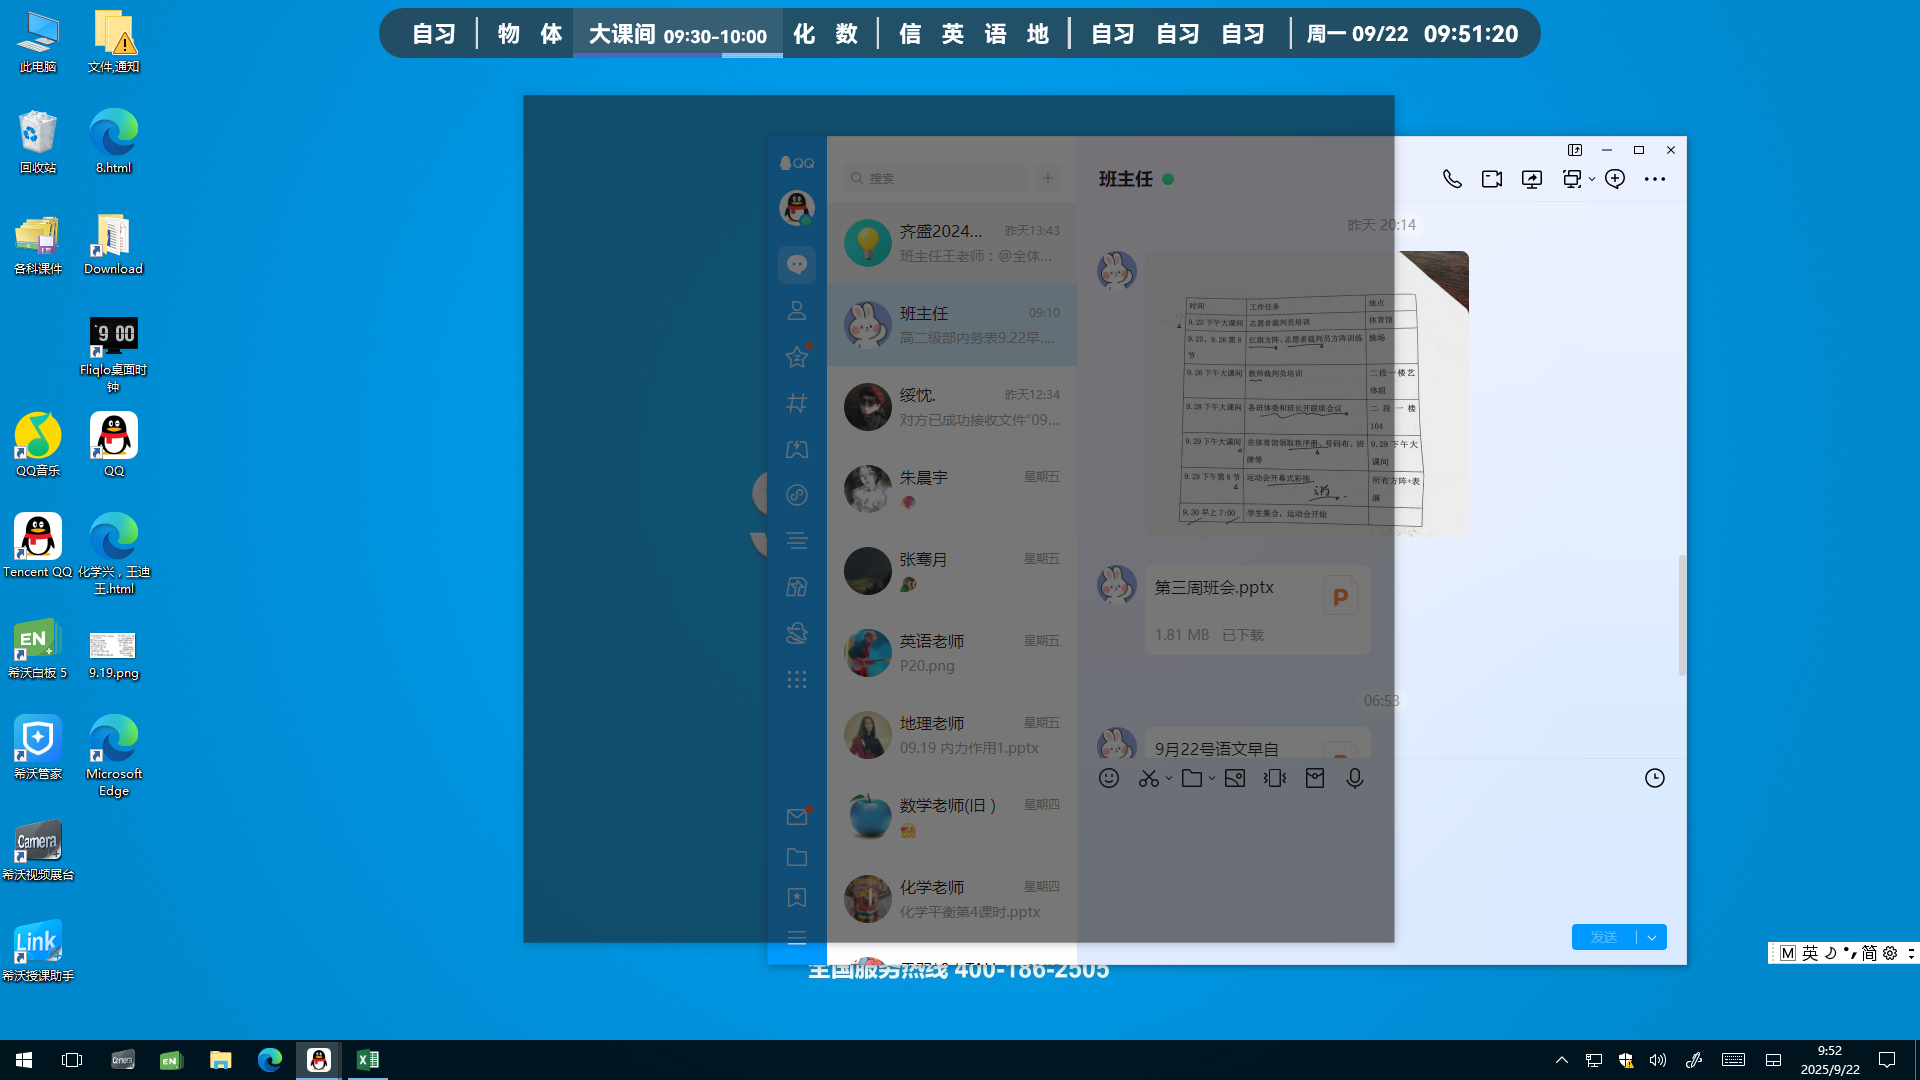 自习 物 体 大课间 09:30-10:00 化 数 信 英 语 地 自习 自习 自习 周一 09/22 09:51:20
此电脑
文件,通知
回收站
8.html
各科课件
Download
9 00
Fliqlo桌面时钟
QQ音乐
QQ
Tencent QQ
化学兴，王迪王.html
EN
希沃白板 5
9.19.png
希沃管家
Microsoft Edge
Camera
希沃视频展台
Link
希沃授课助手
QQ
搜索
齐盛2024...
昨天13:43
班主任王老师：@全体...
班主任
09:10
高二级部内务表9.22早....
绥忱.
昨天12:34
对方已成功接收文件“09...
朱晨宇
星期五
张骞月
星期五
英语老师
星期五
P20.png
地理老师
星期五
09.19 内力作用1.pptx
数学老师(旧 )
星期四
化学老师
星期四
化学平衡第4课时.pptx
班主任
昨天 20:14
时间 工作任务 地点
9.25 下午大课间 志愿者裁判员培训 体育馆
9.25、9.26 第 8 节 红旗方阵、志愿者裁判员方阵训练 操场
9.26 下午大课间 教师裁判员培训 二段一楼艺体组
9.28 下午大课间 各班体委和班长开联席会议 二段一楼 104
9.29 下午大课间 在体育馆领取秩序册、号码布、班牌等 9.29 下午大课间
9.29 下午第 8 节 运动会开幕式彩排 所有方阵+表演
9.30 早上 7:00 学生集合，运动会开始
第三周班会.pptx
P
1.81 MB 已下载
06:53
9月22号语文早自
发送
全国服务热线 400-186-2505
M 英 简
EN
9:52
2025/9/22